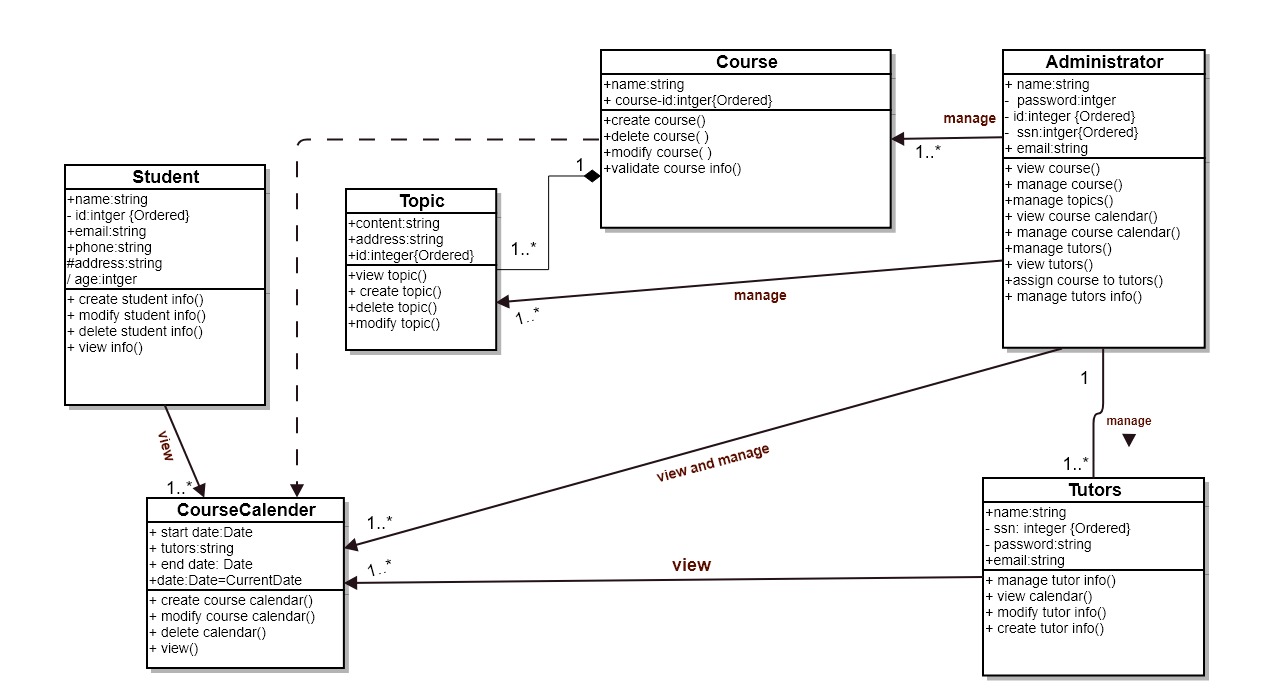 Course
+name:string
+ course-id:intger{Ordered}
+create course()
+delete course( )
+modify course( )
+validate course info()
Administrator
+ name:string
- password:intger
- id:integer {Ordered}
- ssn:intger{Ordered}
+ email:string
+ view course()
+ manage course()
+manage topics()
+ view course calendar()
+ manage course calendar()
+manage tutors()
+ view tutors()
+assign course to tutors()
+ manage tutors info()
manage
1..*
1
Student
+name:string
- id:intger {Ordered}
+email:string
+phone:string
#address:string
/ age:intger
+ create student info()
+ modify student info()
+ delete student info()
+ view info()
Topic
+content:string
+address:string
+id:integer{Ordered}
+view topic()
+ create topic()
+delete topic()
+modify topic()
1..*
manage
1..*
1
manage
1..*
view
1..*
view and manage
1..*
1..*
view
CourseCalender
+ start date:Date
+ tutors:string
+ end date: Date
+date:Date=CurrentDate
+ create course calendar()
+ modify course calendar()
+ delete calendar()
+ view()
Tutors
+name:string
- ssn: integer {Ordered}
- password:string
+email:string
+ manage tutor info()
+ view calendar()
+ modify tutor info()
+ create tutor info()